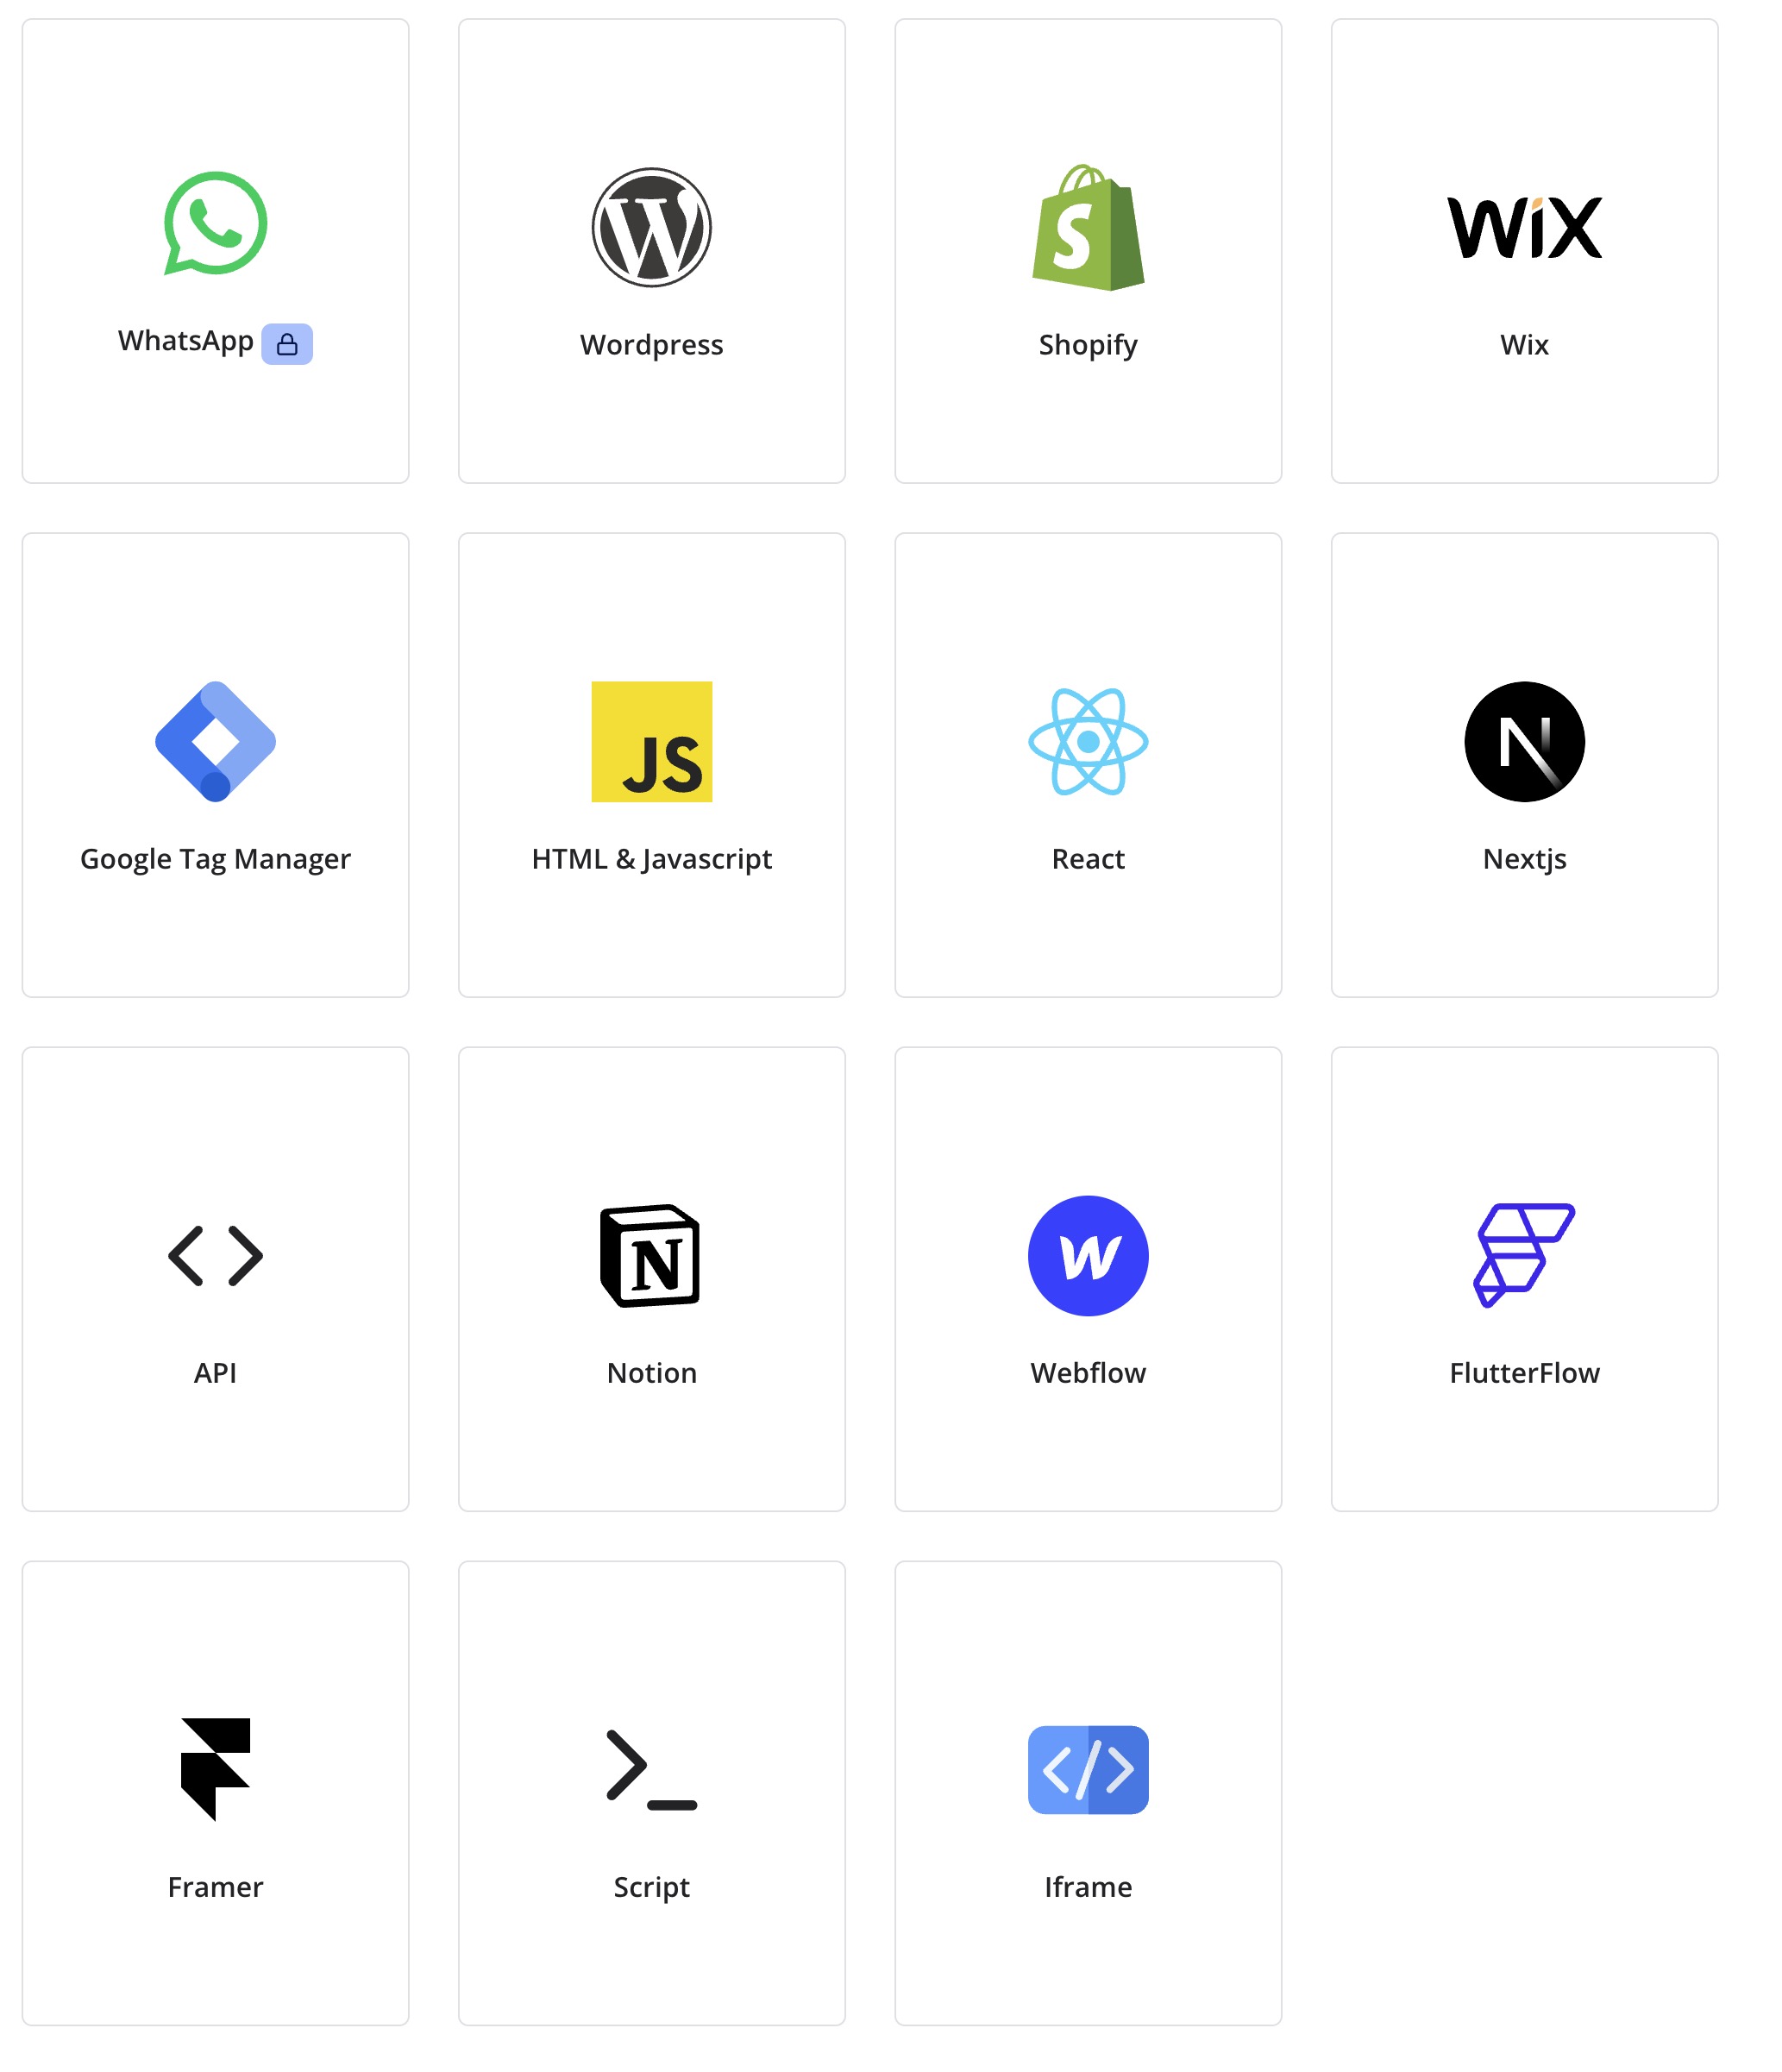 WiX
WhatsApp
Wordpress
Shopify
Wix
JS
Google Tag Manager
HTML & Javascript
React
Nextjs
API
Notion
Webflow
FlutterFlow
Framer
Script
Iframe